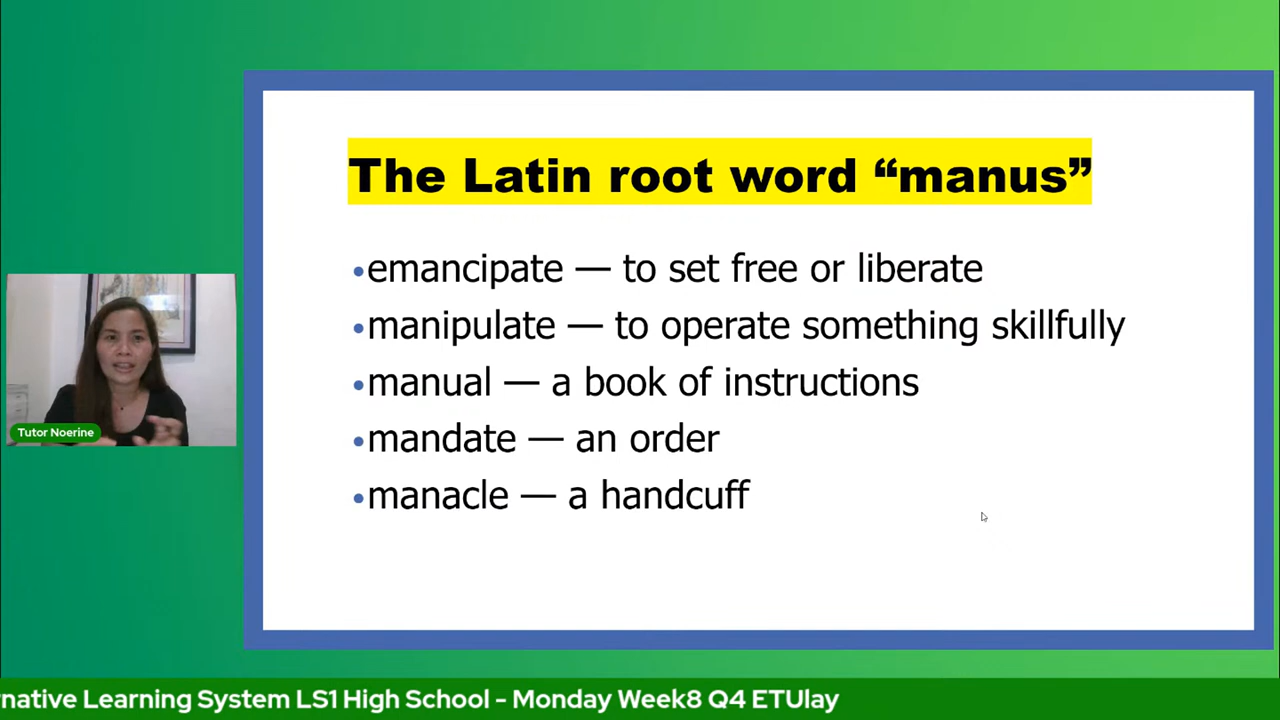 The Latin root word “manus”
•emancipate — to set free or liberate
•manipulate — to operate something skillfully
•manual — a book of instructions
•mandate — an order
•manacle — a handcuff
Tutor Noerine
rnative Learning System LS1 High School - Monday Week8 Q4 ETUlay